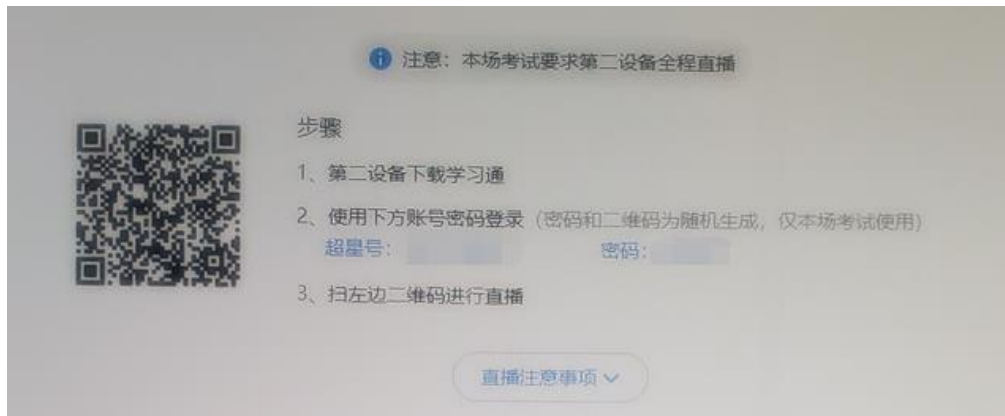 注意：本场考试要求第二设备全程直播
步骤
1、第二设备下载学习通
2、使用下方账号密码登录（密码和二维码为随机生成，仅本场考试使用）
超星号： 密码：
3、扫左边二维码进行直播
直播注意事项